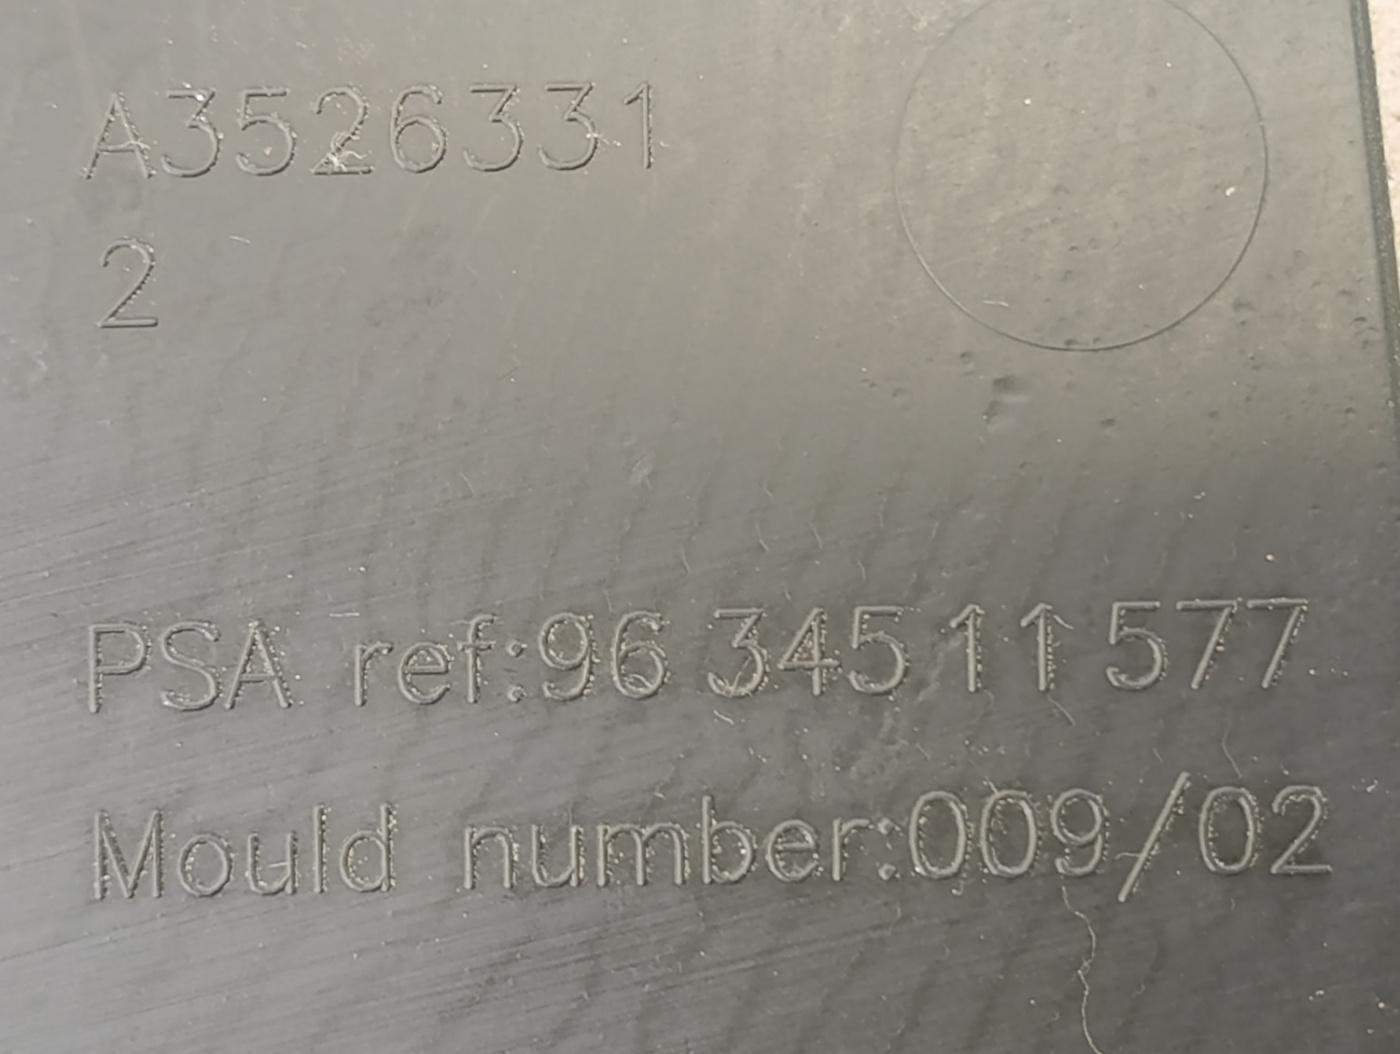 A3526331
2
PSA ref:96 345 11 577
Mould number:009/02